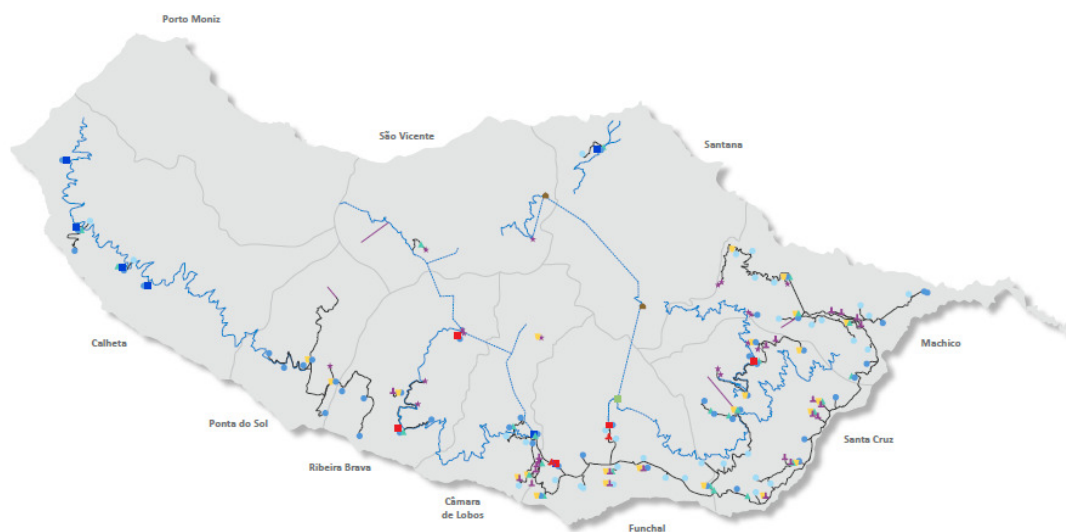 Porto Moniz
São Vicente
Santana
Calheta
Machico
Ponta do Sol
Santa Cruz
Ribeira Brava
Câmara
de Lobos
Funchal